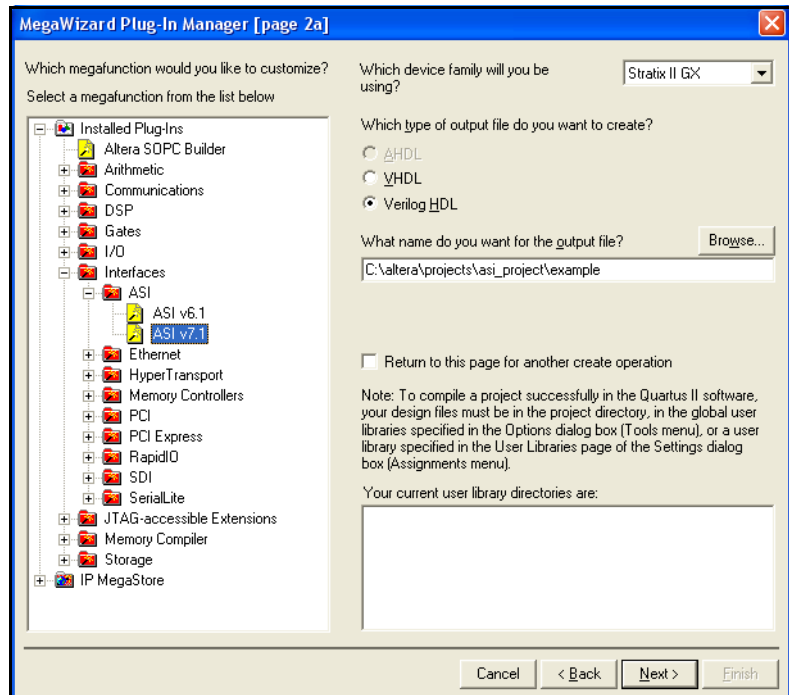 MegaWizard Plug-In Manager [page 2a]
Which megafunction would you like to customize?
Select a megafunction from the list below
Installed Plug-Ins
Altera SOPC Builder
Arithmetic
Communications
DSP
Gates
I/O
Interfaces
ASI
ASI v6.1
ASI v7.1
Ethernet
HyperTransport
Memory Controllers
PCI
PCI Express
RapidIO
SDI
SerialLite
JTAG-accessible Extensions
Memory Compiler
Storage
IP MegaStore
Which device family will you be
using?
Stratix II GX
Which type of output file do you want to create?
AHDL
VHDL
Verilog HDL
What name do you want for the output file?
Browse...
C:\altera\projects\asi_project\example
Return to this page for another create operation
Note: To compile a project successfully in the Quartus II software,
your design files must be in the project directory, in the global user
libraries specified in the Options dialog box (Tools menu), or a user
library specified in the User Libraries page of the Settings dialog
box (Assignments menu).
Your current user library directories are:
Cancel
< Back
Next >
Finish